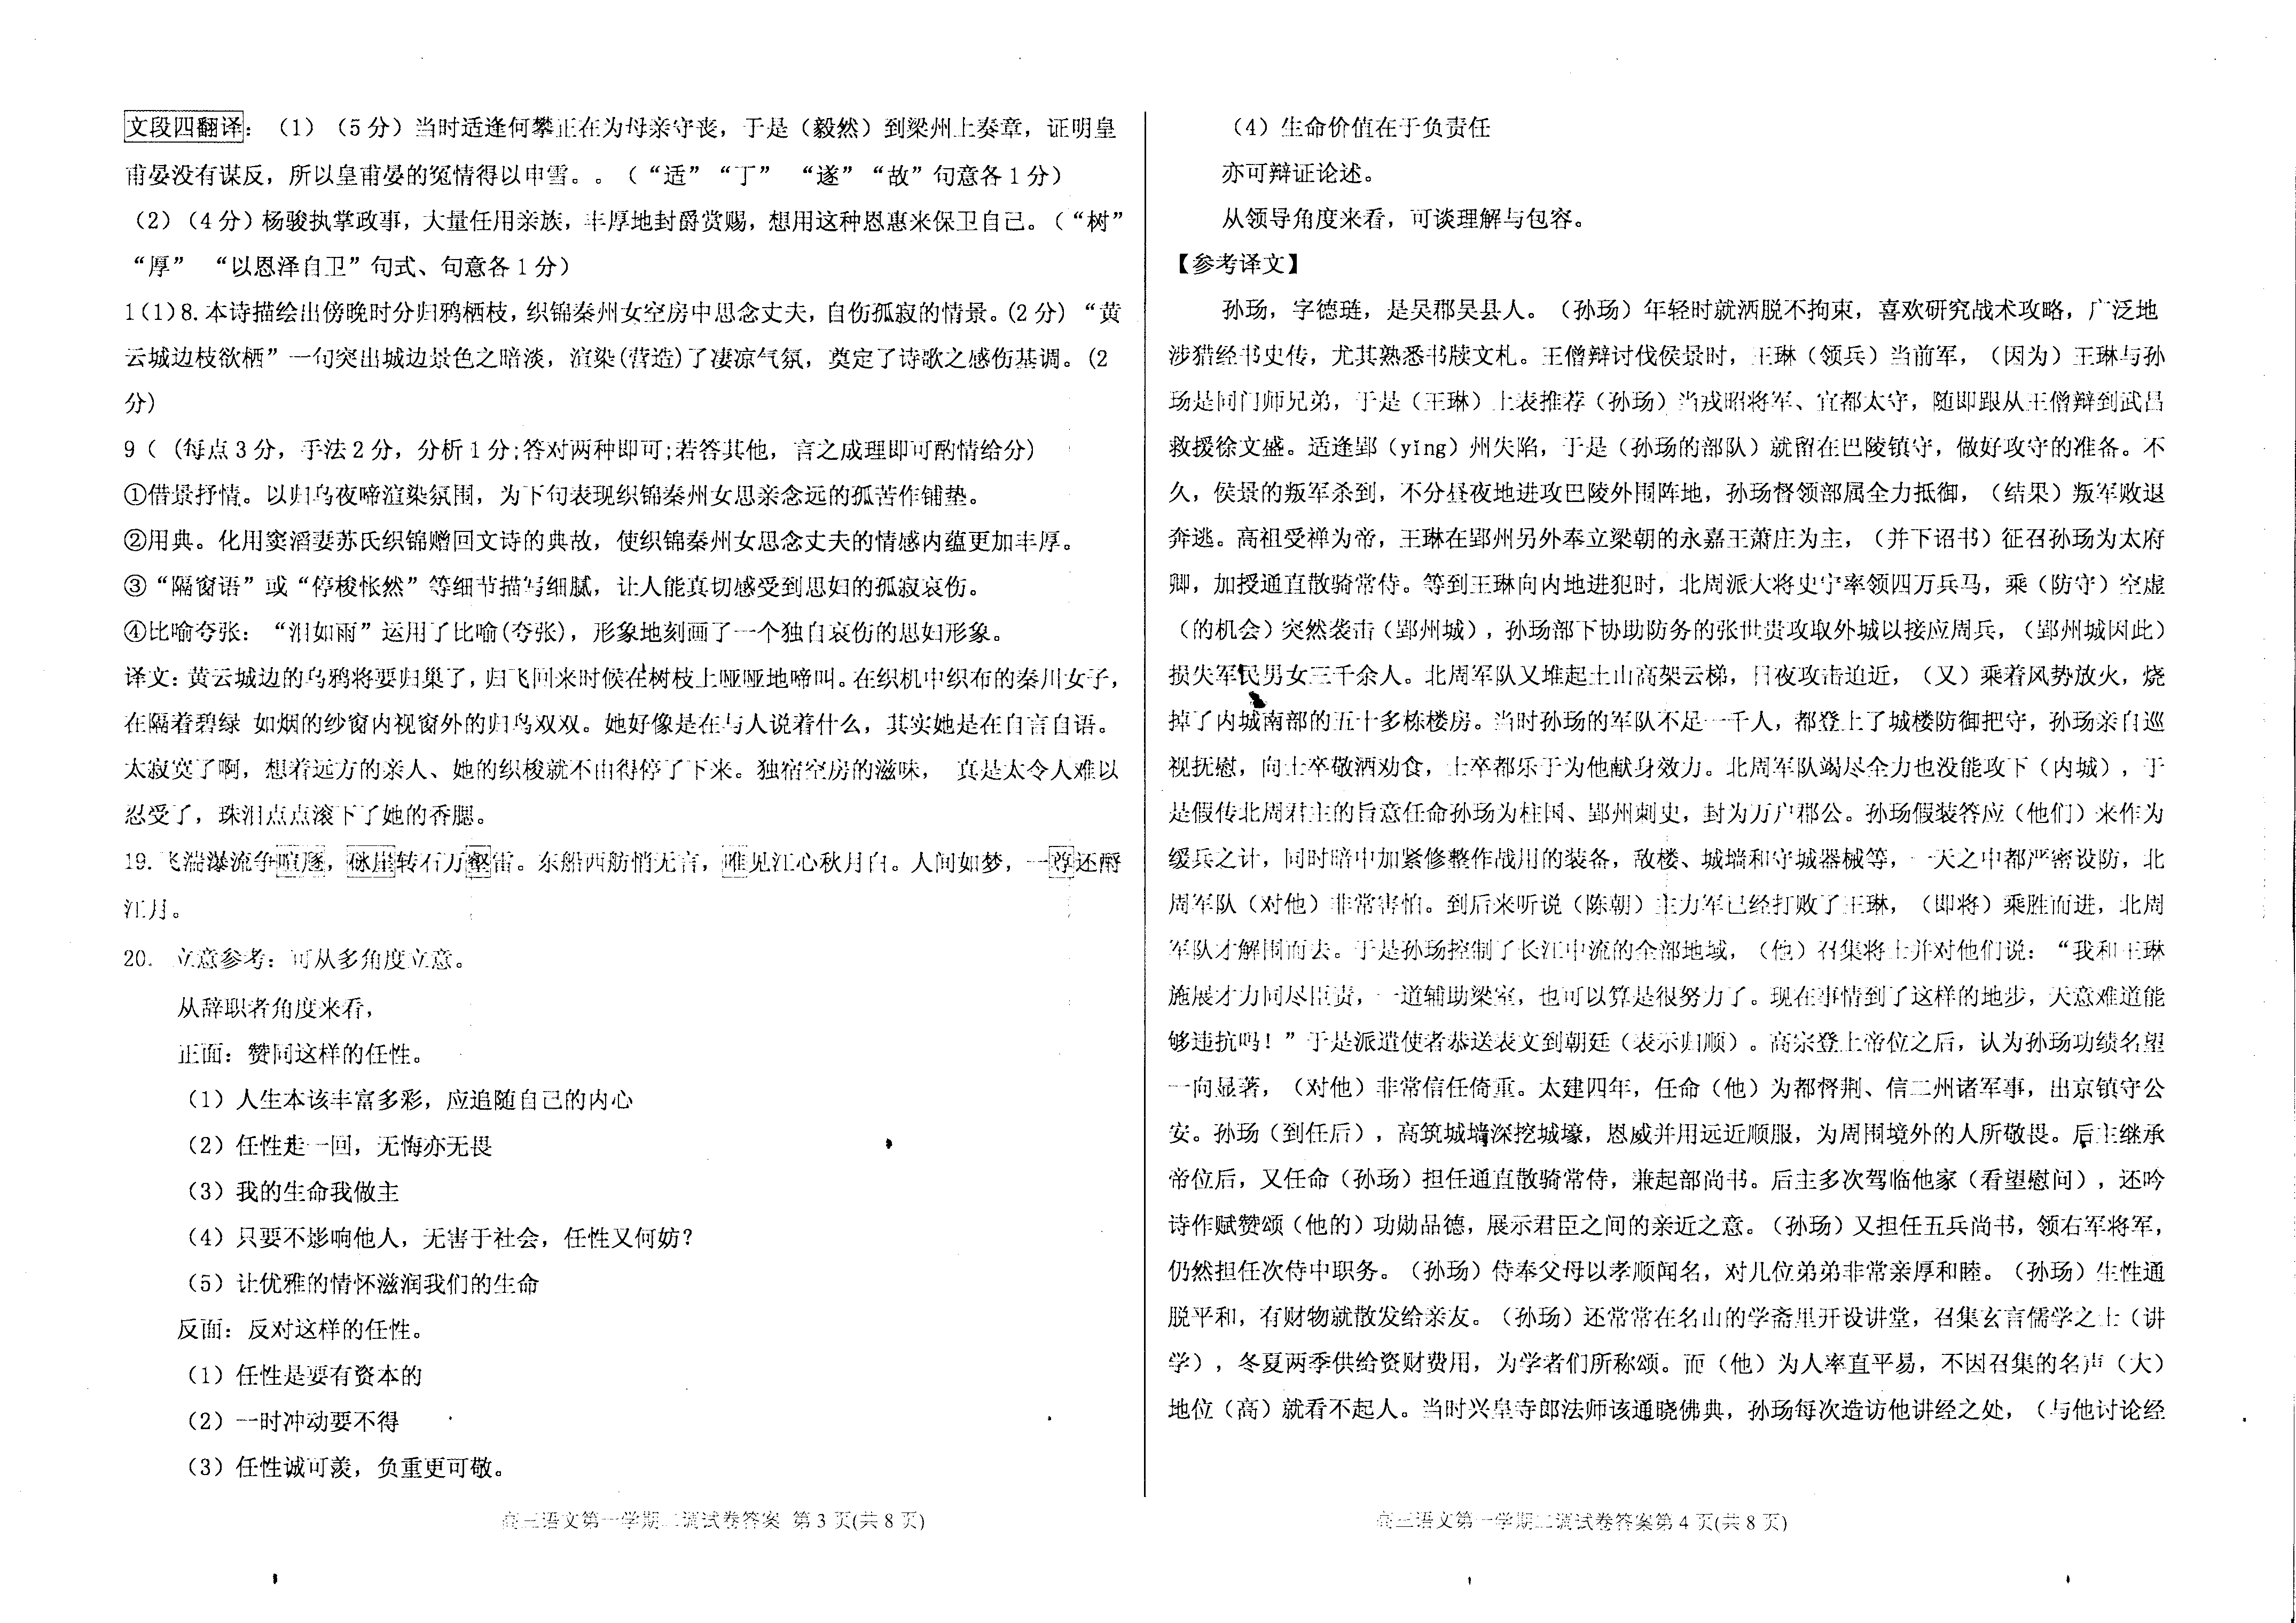 文段四翻译：（1）（5 分）当时适逢何攀正在为母亲守丧，于是（毅然）到梁州上奏章，证明皇
甫晏没有谋反，所以皇甫晏的冤情得以申雪。。（“适”“丁” “遂”“故”句意各 1 分）
（2）（4 分）杨骏执掌政事，大量任用亲族，丰厚地封爵赏赐，想用这种恩惠来保卫自己。（“树”
“厚” “以恩泽自卫”句式、句意各 1 分）
1(1)8. 本诗描绘出傍晚时分归鸦栖枝，织锦秦州女空房中思念丈夫，自伤孤寂的情景。(2 分) “黄
云城边枝欲栖”一句突出城边景色之暗淡，渲染(营造)了凄凉气氛，奠定了诗歌之感伤基调。(2
分)
9（（每点 3 分，手法 2 分，分析 1 分;答对两种即可;若答其他，言之成理即可酌情给分）
①借景抒情。以归鸟夜啼渲染氛围，为下句表现织锦秦州女思亲念远的孤苦作铺垫。
②用典。化用窦滔妻苏氏织锦赠回文诗的典故，使织锦秦州女思念丈夫的情感内蕴更加丰厚。
③“隔窗语”或“停梭怅然”等细节描写细腻，让人能真切感受到思妇的孤寂哀伤。
④比喻夸张：“泪如雨”运用了比喻(夸张)，形象地刻画了一个独自哀伤的思妇形象。
译文：黄云城边的乌鸦将要归巢了，归飞回来时候在树枝上哑哑地啼叫。在织机中织布的秦川女子，
在隔着碧绿 如烟的纱窗内视窗外的归鸟双双。她好像是在与人说着什么，其实她是在自言自语。
太寂寞了啊，想着远方的亲人、她的织梭就不由得停了下来。独宿空房的滋味， 真是太令人难以
忍受了，珠泪点点滚下了她的香腮。
19. 飞湍瀑流争喧豗，砯崖转石万壑雷。东船西舫悄无言，唯见江心秋月白。人间如梦，一尊还酹
江月。
20. 立意参考：可从多角度立意。
从辞职者角度来看，
正面：赞同这样的任性。
（1）人生本该丰富多彩，应追随自己的内心
（2）任性走一回，无悔亦无畏
（3）我的生命我做主
（4）只要不影响他人，无害于社会，任性又何妨？
（5）让优雅的情怀滋润我们的生命
反面：反对这样的任性。
（1）任性是要有资本的
（2）一时冲动要不得
（3）任性诚可羡，负重更可敬。
高三语文第一学期二调试卷答案 第 3 页(共 8 页)
（4）生命价值在于负责任
亦可辩证论述。
从领导角度来看，可谈理解与包容。
【参考译文】
孙玚，字德琏，是吴郡吴县人。（孙玚）年轻时就洒脱不拘束，喜欢研究战术攻略，广泛地
涉猎经书史传，尤其熟悉书牍文札。王僧辩讨伐侯景时，王琳（领兵）当前军，（因为）王琳与孙
玚是同门师兄弟，于是（王琳）上表推荐（孙玚）当戎昭将军、宜都太守，随即跟从王僧辩到武昌
救援徐文盛。适逢郢（yǐng）州失陷，于是（孙玚的部队）就留在巴陵镇守，做好攻守的准备。不
久，侯景的叛军杀到，不分昼夜地进攻巴陵外围阵地，孙玚督领部属全力抵御，（结果）叛军败退
奔逃。高祖受禅为帝，王琳在郢州另外奉立梁朝的永嘉王萧庄为主，（并下诏书）征召孙玚为太府
卿，加授通直散骑常侍。等到王琳向内地进犯时，北周派大将史宁率领四万兵马，乘（防守）空虚
（的机会）突然袭击（郢州城），孙玚部下协助防务的张世贵攻取外城以接应周兵，（郢州城因此）
损失军民男女三千余人。北周军队又堆起土山高架云梯，日夜攻击迫近，（又）乘着风势放火，烧
掉了内城南部的五十多栋楼房。当时孙玚的军队不足一千人，都登上了城楼防御把守，孙玚亲自巡
视抚慰，向士卒敬酒劝食，士卒都乐于为他献身效力。北周军队竭尽全力也没能攻下（内城），于
是假传北周君主的旨意任命孙玚为柱国、郢州刺史，封为万户郡公。孙玚假装答应（他们）来作为
缓兵之计，同时暗中加紧修整作战用的装备，敌楼、城墙和守城器械等，一天之中都严密设防，北
周军队（对他）非常害怕。到后来听说（陈朝）主力军已经打败了王琳，（即将）乘胜而进，北周
军队才解围而去。于是孙玚控制了长江中流的全部地域，（他）召集将士并对他们说：“我和王琳
施展才力同尽臣责，一道辅助梁室，也可以算是很努力了。现在事情到了这样的地步，天意难道能
够违抗吗！”于是派遣使者恭送表文到朝廷（表示归顺）。高宗登上帝位之后，认为孙玚功绩名望
一向显著，（对他）非常信任倚重。太建四年，任命（他）为都督荆、信二州诸军事，出京镇守公
安。孙玚（到任后），高筑城墙深挖城壕，恩威并用远近顺服，为周围境外的人所敬畏。后主继承
帝位后，又任命（孙玚）担任通直散骑常侍，兼起部尚书。后主多次驾临他家（看望慰问），还吟
诗作赋赞颂（他的）功勋品德，展示君臣之间的亲近之意。（孙玚）又担任五兵尚书，领右军将军，
仍然担任次侍中职务。（孙玚）侍奉父母以孝顺闻名，对几位弟弟非常亲厚和睦。（孙玚）生性通
脱平和，有财物就散发给亲友。（孙玚）还常常在名山的学斋里开设讲堂，召集玄言儒学之士（讲
学），冬夏两季供给资财费用，为学者们所称颂。而（他）为人率直平易，不因召集的名声（大）
地位（高）就看不起人。当时兴皇寺郎法师该通晓佛典，孙玚每次造访他讲经之处，（与他讨论经
高三语文第一学期二调试卷答案第 4 页(共 8 页)